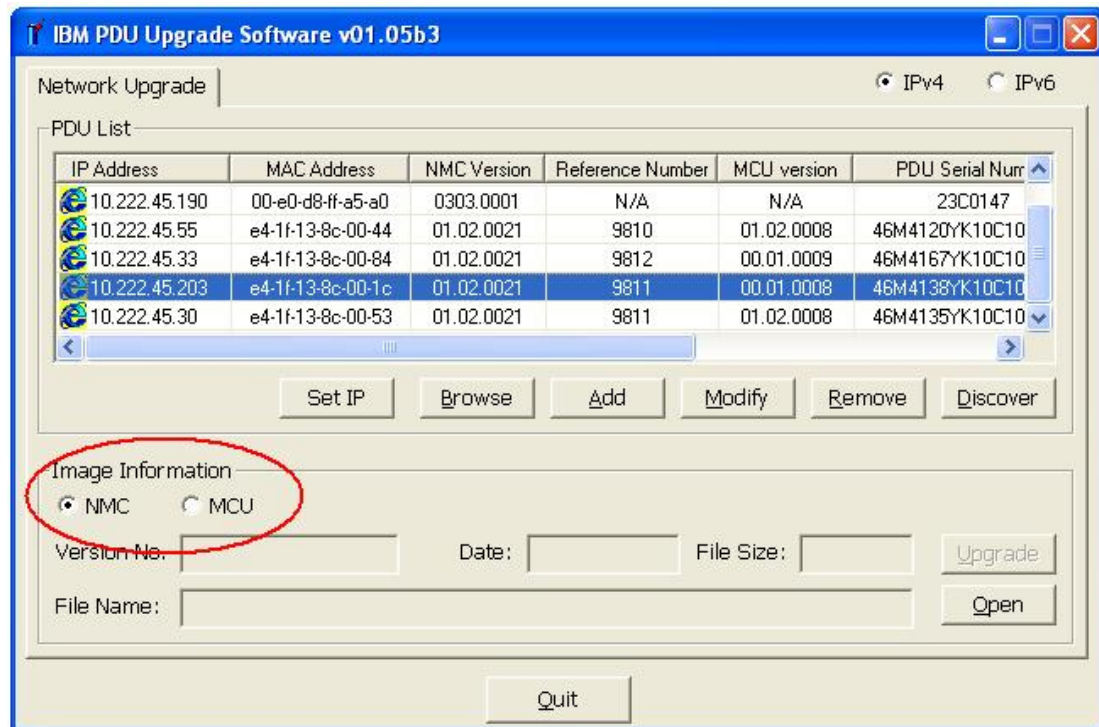 IBM PDU Upgrade Software v01.05b3
Network Upgrade
IPv4 IPv6
PDU List
IP Address MAC Address NMC Version Reference Number MCU version PDU Serial Num
10.222.45.190 00-e0-d8-ff-a5-a0 0303.0001 N/A N/A 23C0147
10.222.45.55 e4-1f-13-8c-00-44 01.02.0021 9810 01.02.0008 46M4120YK10C10
10.222.45.33 e4-1f-13-8c-00-84 01.02.0021 9812 00.01.0009 46M4167YK10C10
10.222.45.203 e4-1f-13-8c-00-1c 01.02.0021 9811 00.01.0008 46M4138YK10C10
10.222.45.30 e4-1f-13-8c-00-53 01.02.0021 9811 01.02.0008 46M4135YK10C10
Set IP Browse Add Modify Remove Discover
Image Information
NMC MCU
Version No: Date: File Size: Upgrade
File Name: Open
Quit